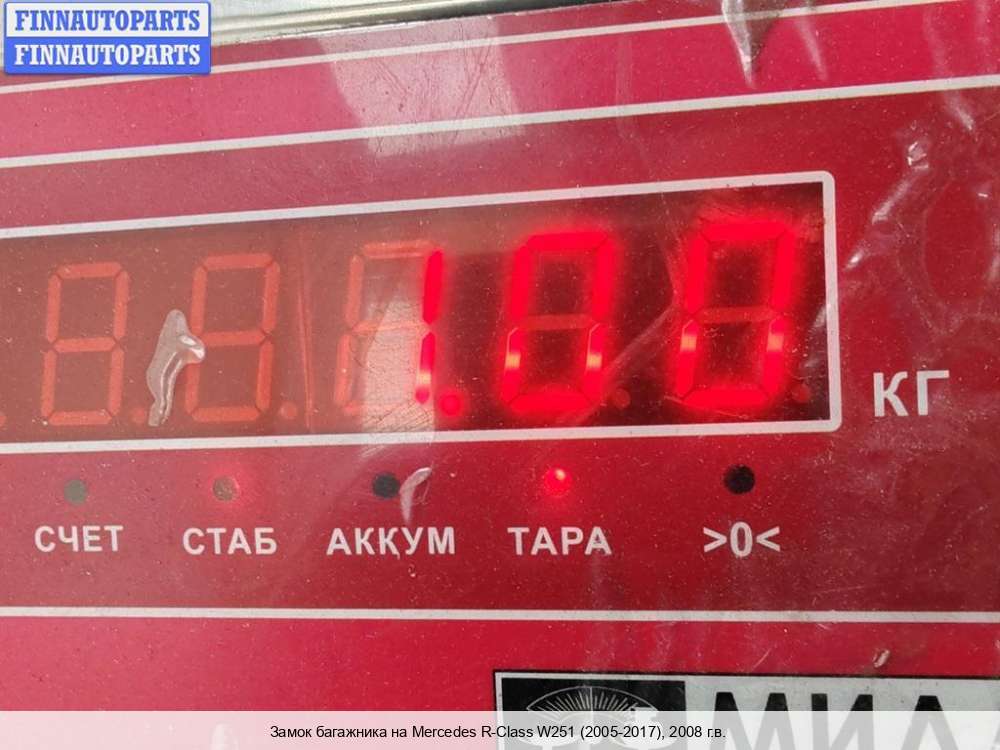 FINNAUTOPARTS
FINNAUTOPARTS
1.00
КГ
СЧЕТ СТАБ АККУМ ТАРА >0<
Замок багажника на Mercedes R-Class W251 (2005-2017), 2008 г.в.